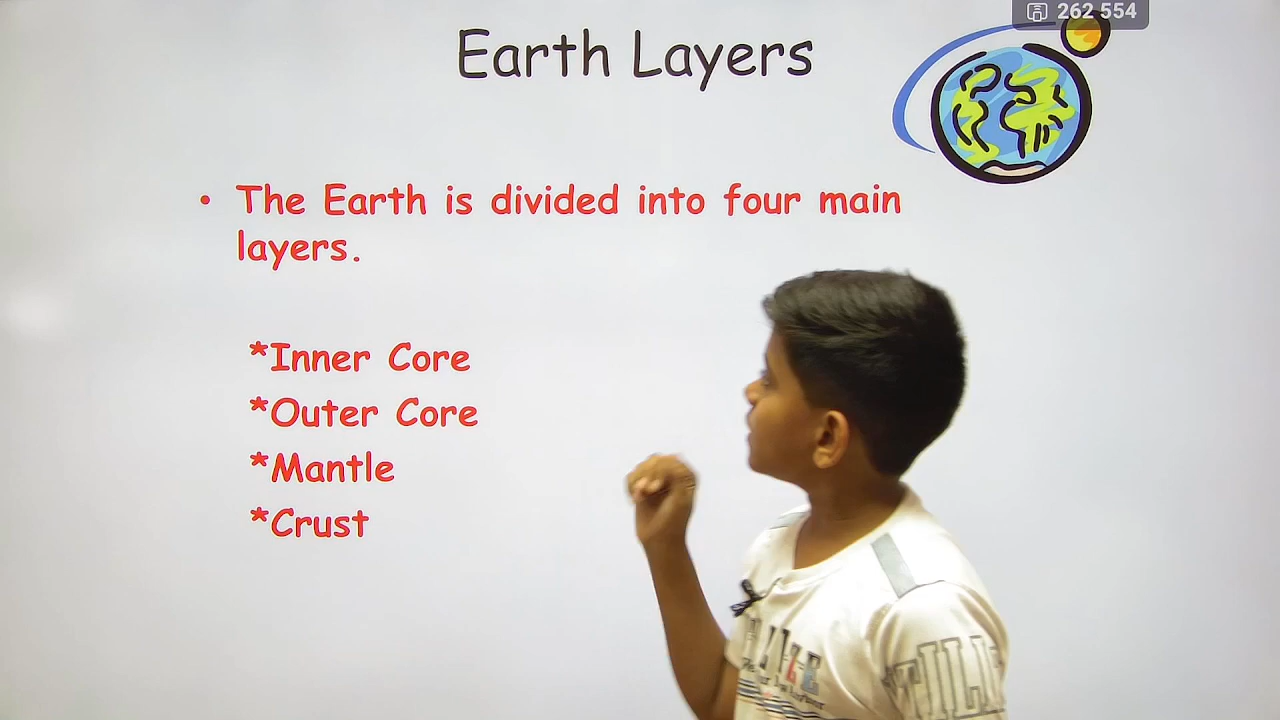 262 554
Earth Layers
• The Earth is divided into four main
layers.
*Inner Core
*Outer Core
*Mantle
*Crust